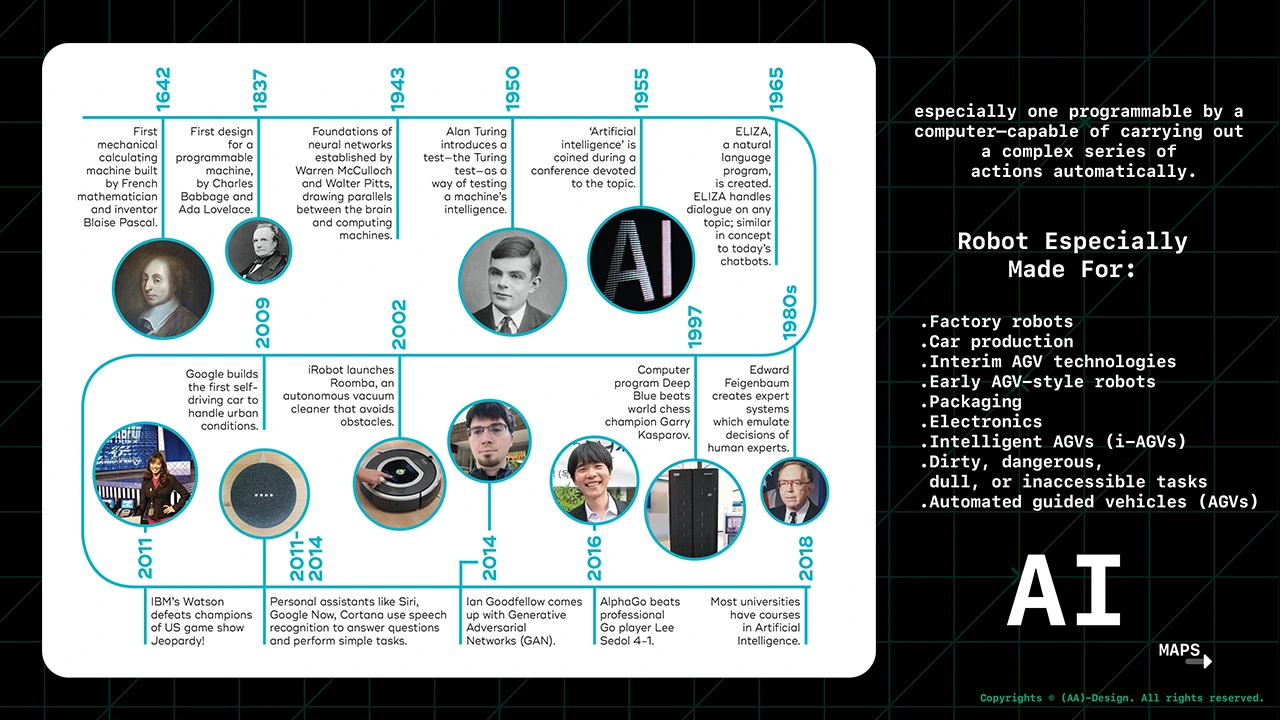 1642
First
mechanical
calculating
machine built
by French
mathematician
and inventor
Blaise Pascal.
1837
First design
for a
programmable
machine,
by Charles
Babbage and
Ada Lovelace.
1943
Foundations of
neural networks
established by
Warren McCulloch
and Walter Pitts,
drawing parallels
between the brain
and computing
machines.
1950
Alan Turing
introduces a
test—the Turing
test—as a
way of testing
a machine's
intelligence.
1955
‘Artificial
intelligence’ is
coined during a
conference devoted
to the topic.
AI
1965
ELIZA,
a natural
language
program,
is created.
ELIZA handles
dialogue on any
topic; similar
in concept
to today's
chatbots.
1980s
Edward
Feigenbaum
creates expert
systems
which emulate
decisions of
human experts.
1997
Computer
program Deep
Blue beats
world chess
champion Garry
Kasparov.
2002
iRobot launches
Roomba, an
autonomous vacuum
cleaner that avoids
obstacles.
2009
Google builds
the first self-
driving car to
handle urban
conditions.
2011
IBM's Watson
defeats champions
of US game show
Jeopardy!
2011-
2014
Personal assistants like Siri,
Google Now, Cortana use speech
recognition to answer questions
and perform simple tasks.
2014
Ian Goodfellow comes
up with Generative
Adversarial
Networks (GAN).
2016
AlphaGo beats
professional
Go player Lee
Sedol 4-1.
2018
Most universities
have courses
in Artificial
Intelligence.
especially one programmable by a
computer—capable of carrying out
a complex series of
actions automatically.
Robot Especially
Made For:
.Factory robots
.Car production
.Interim AGV technologies
.Early AGV-style robots
.Packaging
.Electronics
.Intelligent AGVs (i-AGVs)
.Dirty, dangerous,
dull, or inaccessible tasks
.Automated guided vehicles (AGVs)
AI
MAPS
Copyrights © (AA)-Design. All rights reserved.